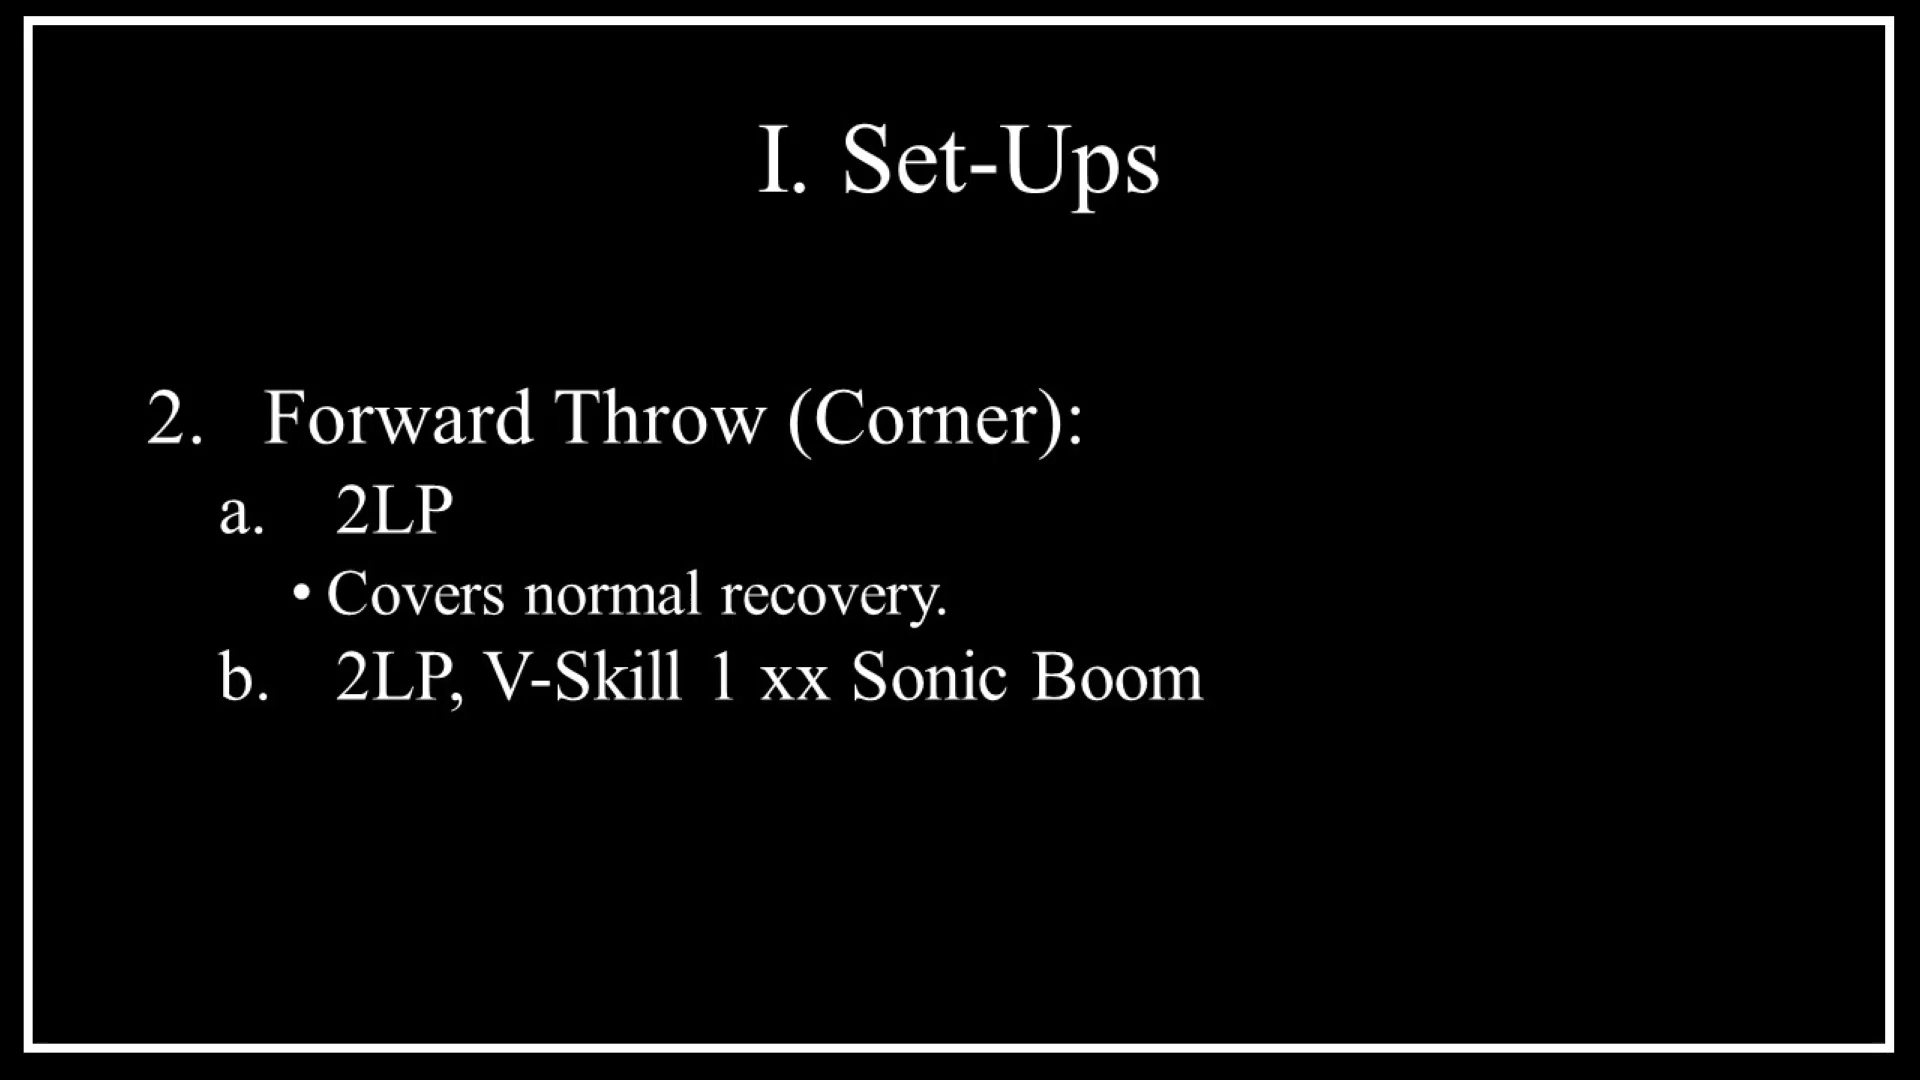 I. Set-Ups
2. Forward Throw (Corner):
a. 2LP
• Covers normal recovery.
b. 2LP, V-Skill 1 xx Sonic Boom